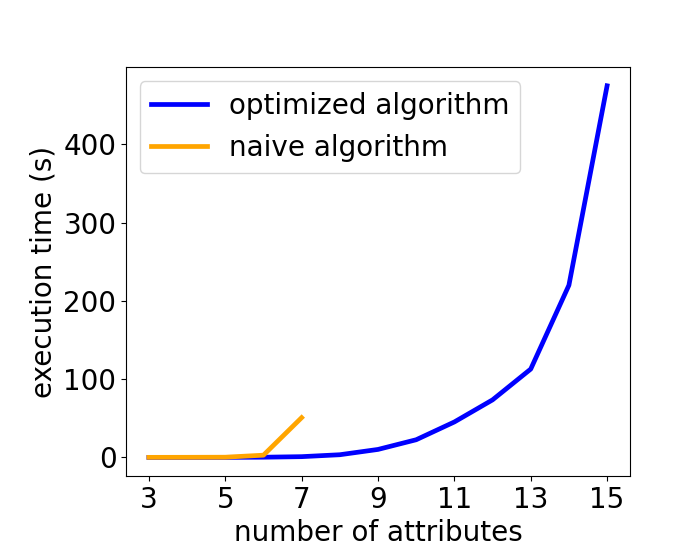 optimized algorithm
naive algorithm
execution time (s)
400
300
200
100
0
3 5 7 9 11 13 15
number of attributes